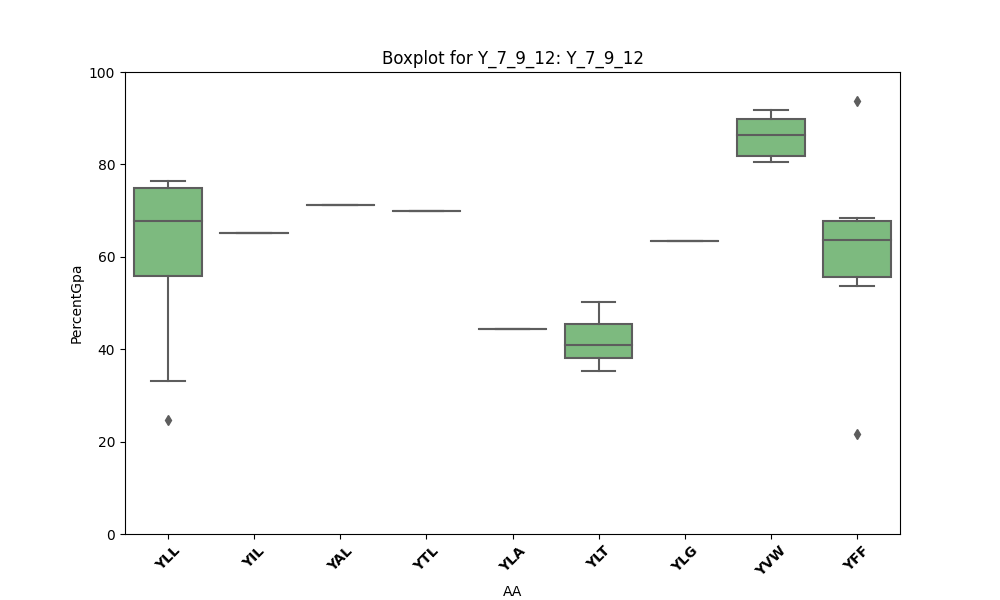 Boxplot for Y_7_9_12: Y_7_9_12
100
80
60
40
20
0
PercentGpa
YLL
YIL
YAL
YTL
YLA
YLT
YLG
YVW
YFF
AA